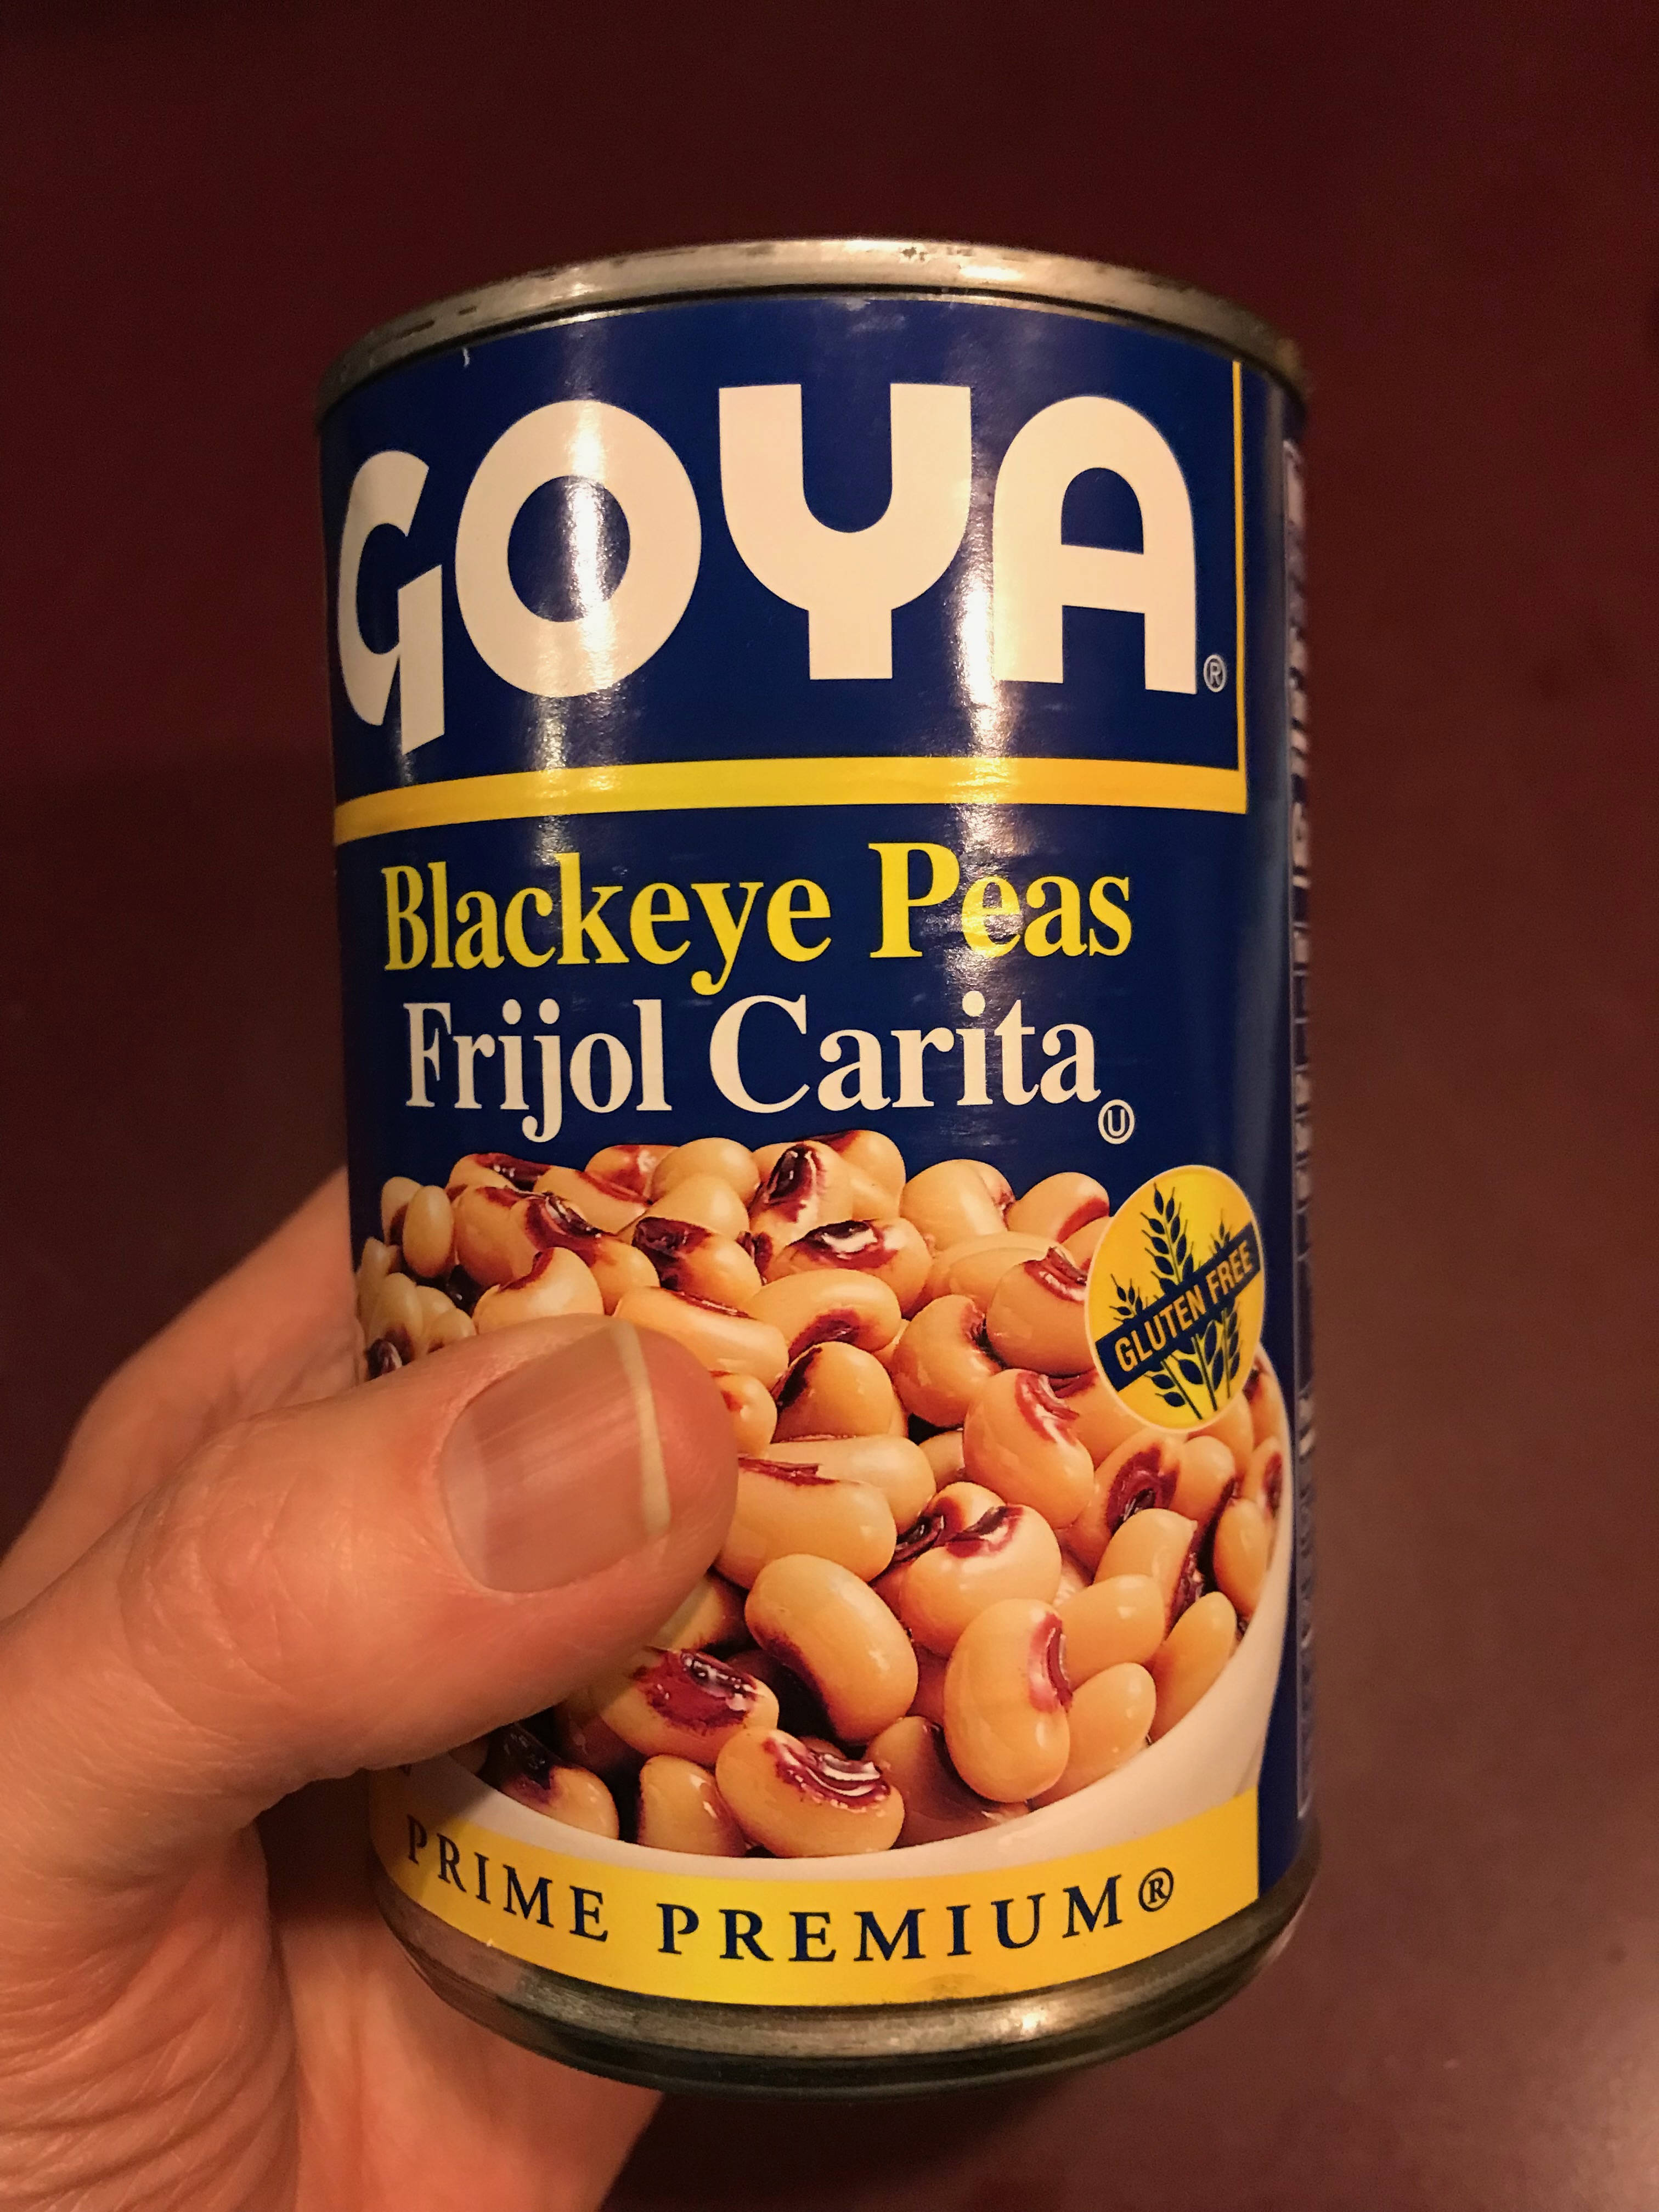 GOYA®
Blackeye Peas
Frijol Carita Ⓤ
GLUTEN FREE
PRIME PREMIUM®